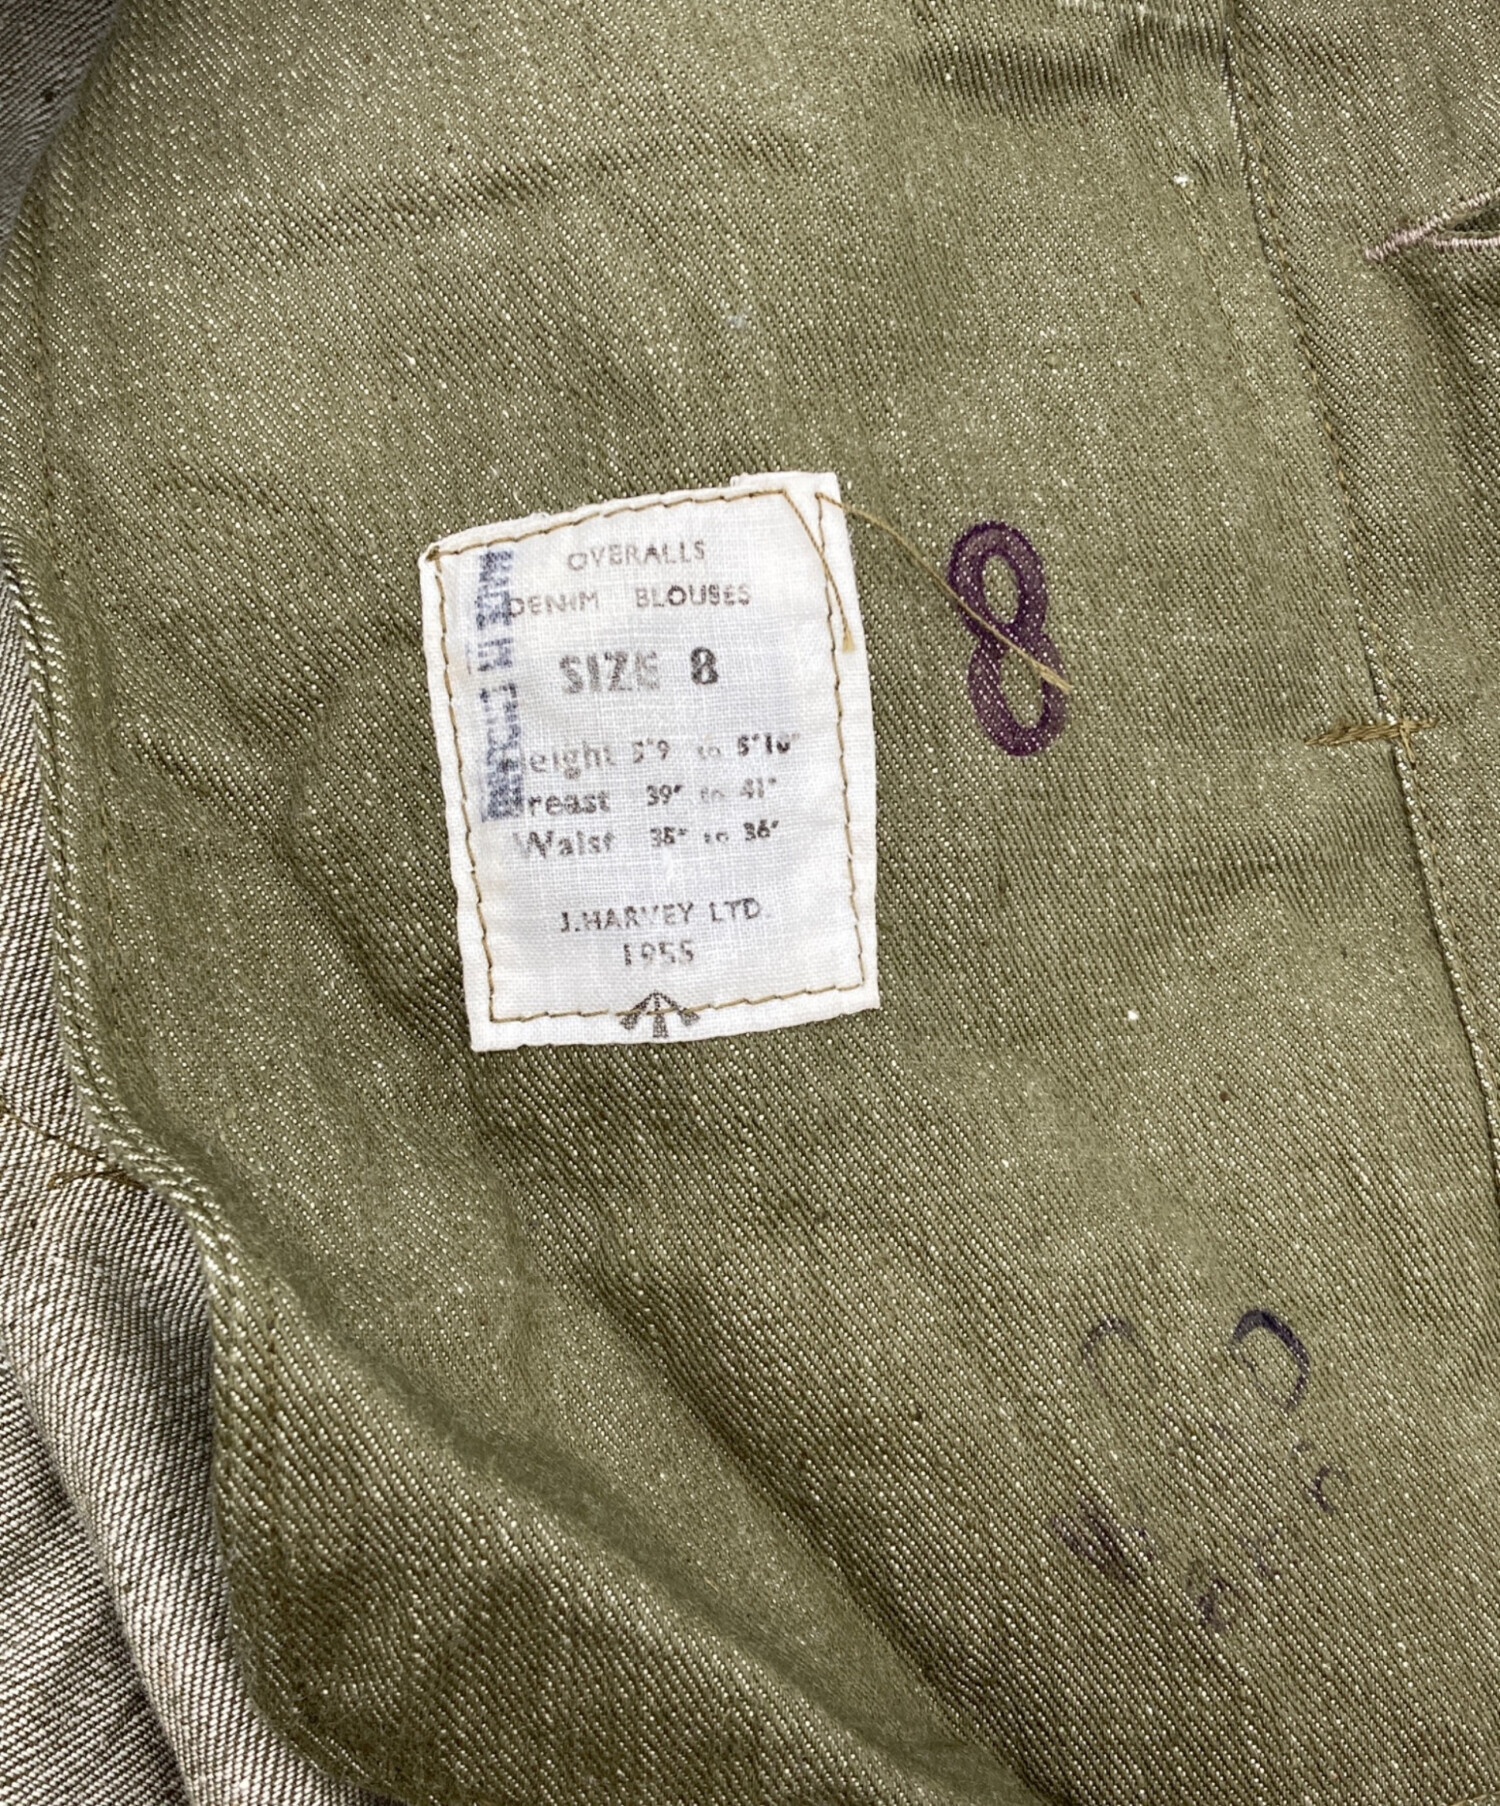 OVERALLS
DENIM BLOUSES
SIZE 8
Height 5'9 to 5'10"
Breast 39" to 41"
Waist 35" to 36"
J.HARVEY LTD.
1955
8